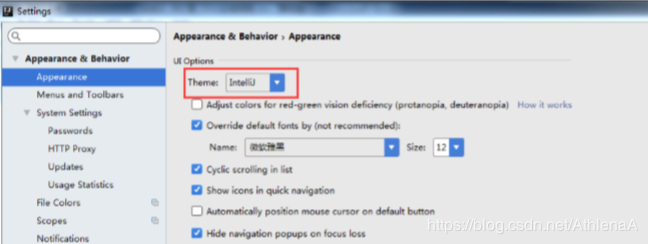 Settings
Appearance & Behavior
Appearance
Menus and Toolbars
System Settings
Passwords
HTTP Proxy
Updates
Usage Statistics
File Colors
Scopes
Notifications
Appearance & Behavior › Appearance
UI Options
Theme: IntelliJ
Adjust colors for red-green vision deficiency (protanopia, deuteranopia) How it works
Override default fonts by (not recommended):
Name: 微软雅黑 Size: 12
Cyclic scrolling in list
Show icons in quick navigation
Automatically position mouse cursor on default button
Hide navigation popups on focus loss
https://blog.csdn.net/AthlenaA